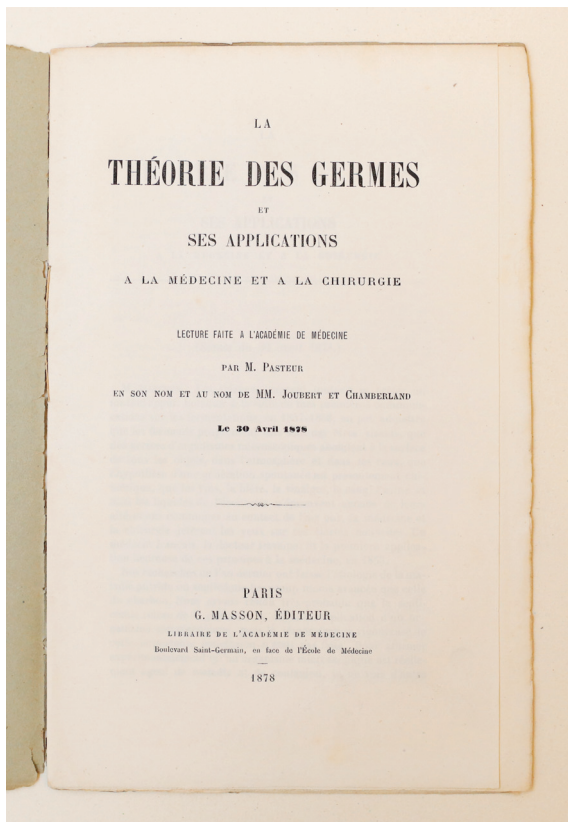 LA
THÉORIE DES GERMES
ET
SES APPLICATIONS
A LA MÉDECINE ET A LA CHIRURGIE
LECTURE FAITE A L'ACADÉMIE DE MÉDECINE
PAR M. PASTEUR
EN SON NOM ET AU NOM DE MM. JOUBERT ET CHAMBERLAND
Le 30 Avril 1878
PARIS
G. MASSON, ÉDITEUR
LIBRAIRE DE L'ACADÉMIE DE MÉDECINE
Boulevard Saint-Germain, en face de l'École de Médecine
1878